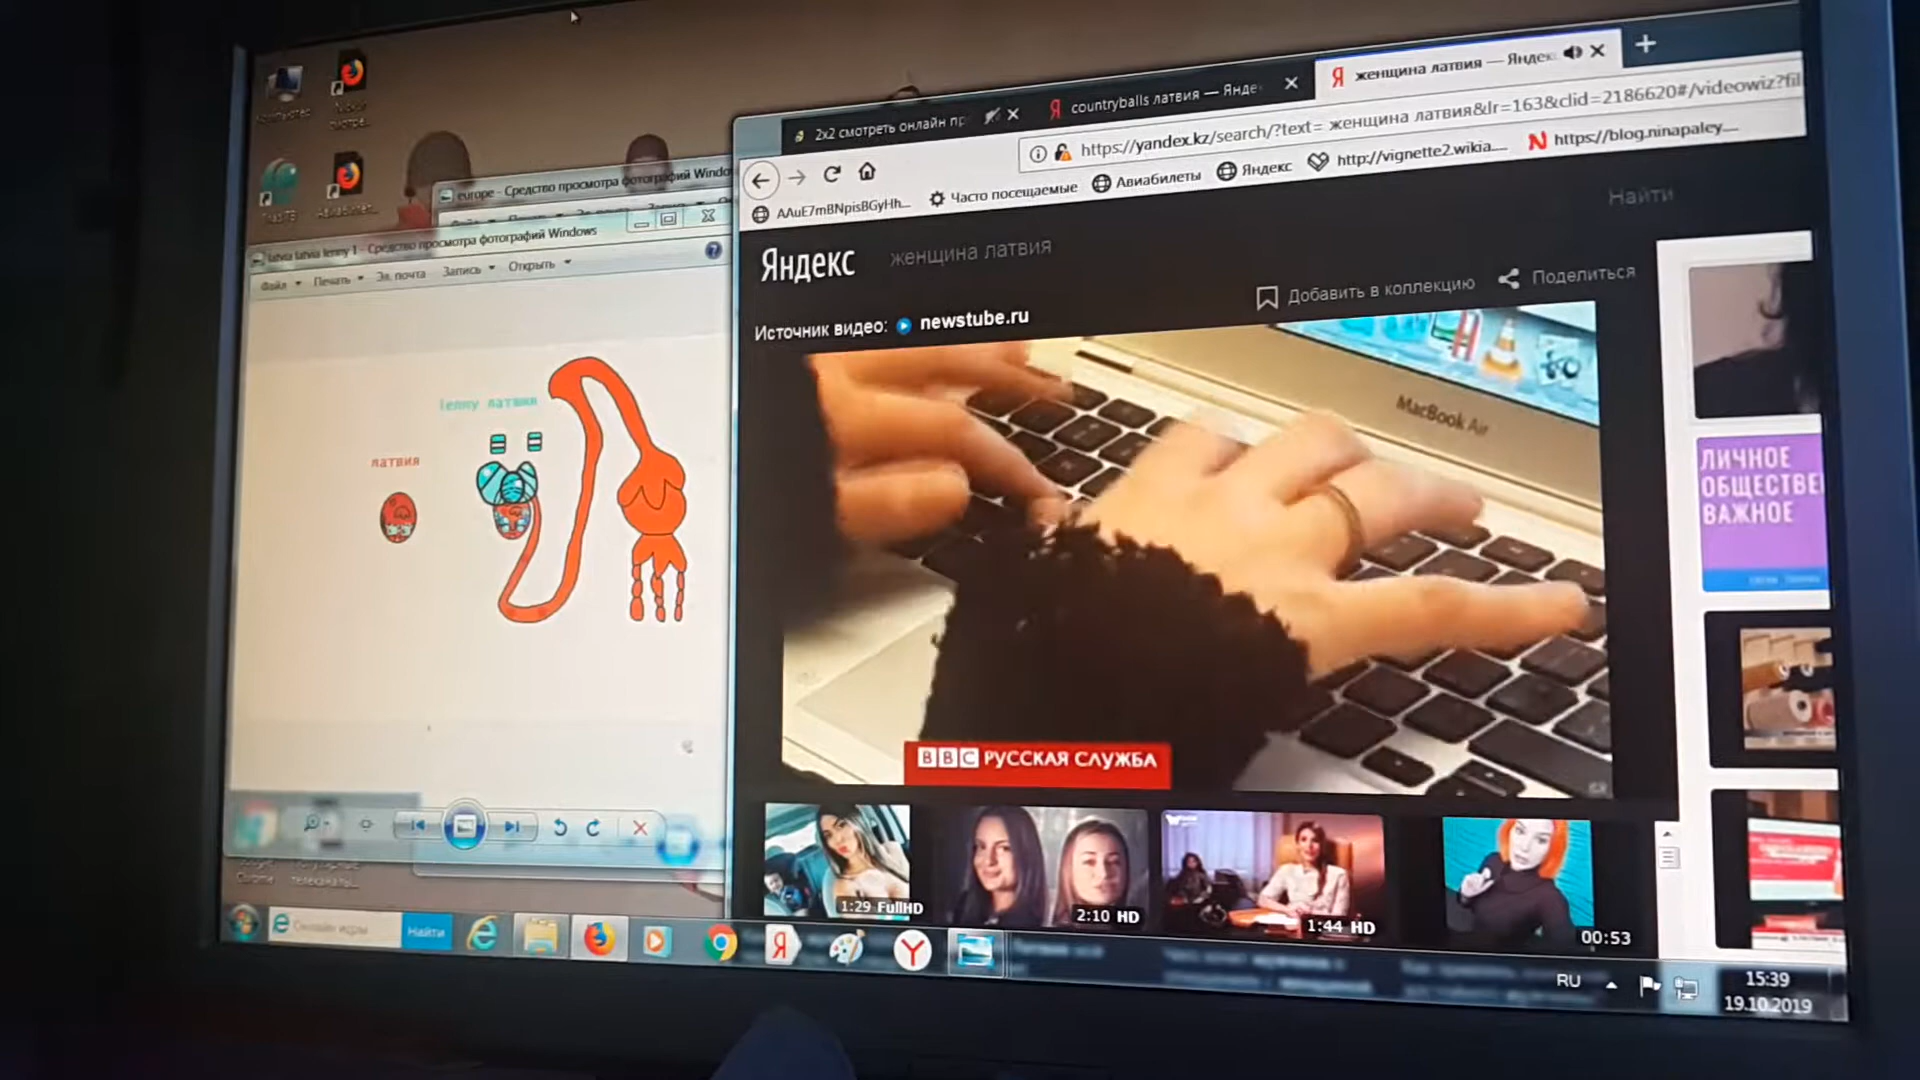 2x2 смотреть онлайн пр
countryballs латвия — Янде
женщина латвия — Яндек
https://yandex.kz/search/?text= женщина латвия&lr=163&clid=2186620#/videowiz?fil
AAuE7mBNpisBGyHh...
Часто посещаемые
Авиабилеты
Яндекс
http://vignette2.wikia....
https://blog.ninapaley....
europe - Средство просмотра фотографий Windo
latvia latvia lenny 1 - Средство просмотра фотографий Windows
Файл
Печать
Эл. почта
Запись
Открыть
lenny латвия
латвия
Яндекс
женщина латвия
Найти
Добавить в коллекцию
Поделиться
Источник видео: newstube.ru
MacBook Air
BBC РУССКАЯ СЛУЖБА
ЛИЧНОЕ
ОБЩЕСТВЕ
ВАЖНОЕ
1:29 FullHD
2:10 HD
1:44 HD
00:53
Найти
RU
15:39
19.10.2019